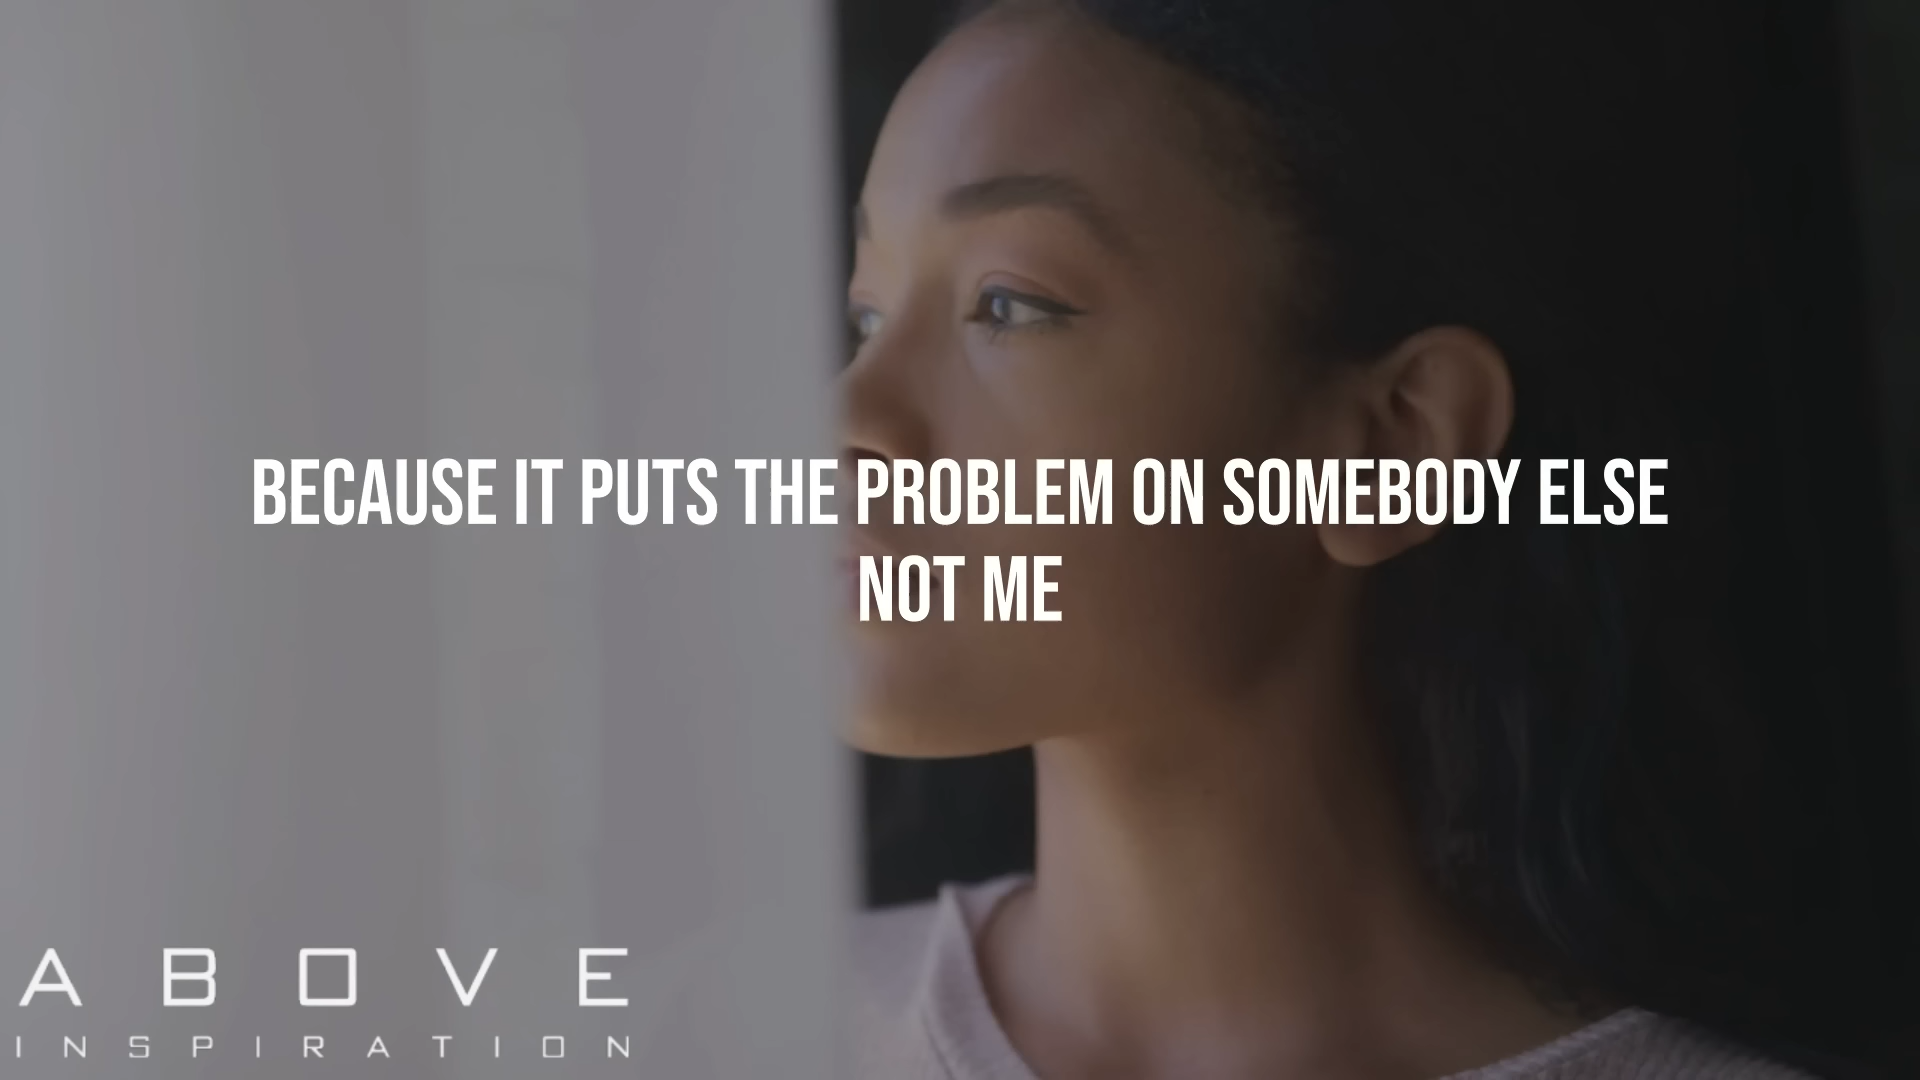 BECAUSE IT PUTS THE PROBLEM ON SOMEBODY ELSE
NOT ME
ABOVE
INSPIRATION